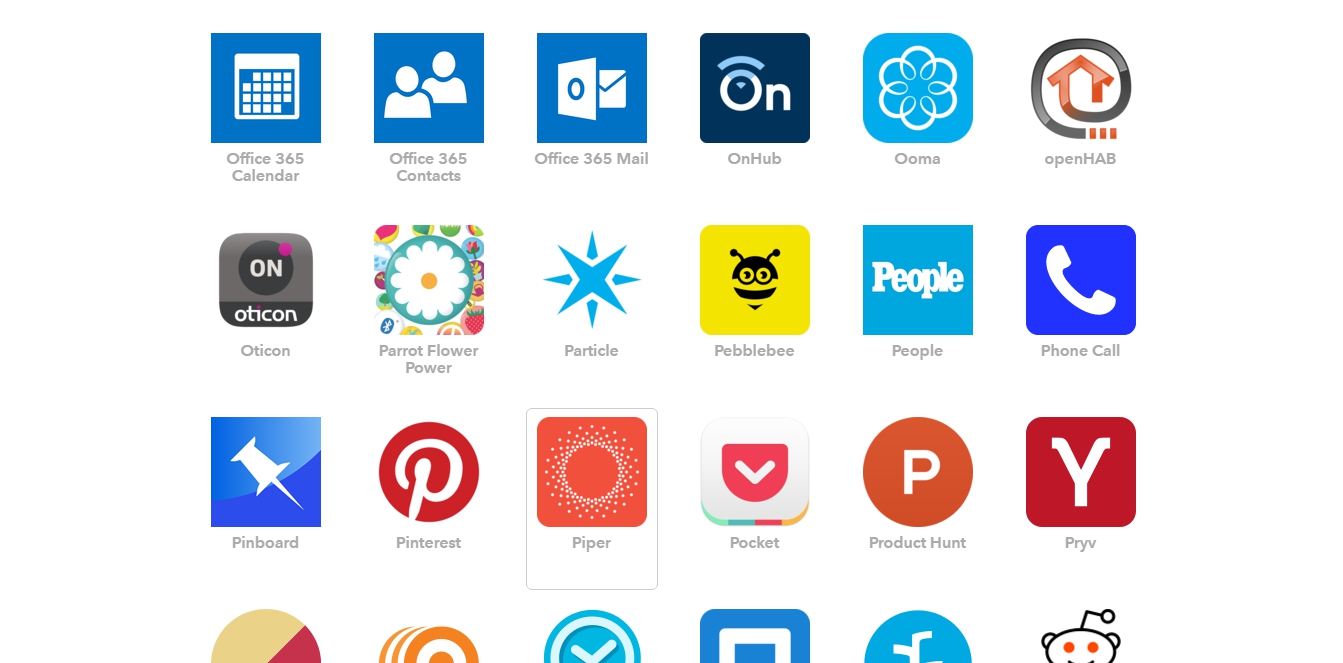 On
Office 365
Calendar
Office 365
Contacts
Office 365 Mail
OnHub
Ooma
openHAB
ON
oticon
People
Oticon
Parrot Flower
Power
Particle
Pebblebee
People
Phone Call
P
Y
Pinboard
Pinterest
Piper
Pocket
Product Hunt
Pryv